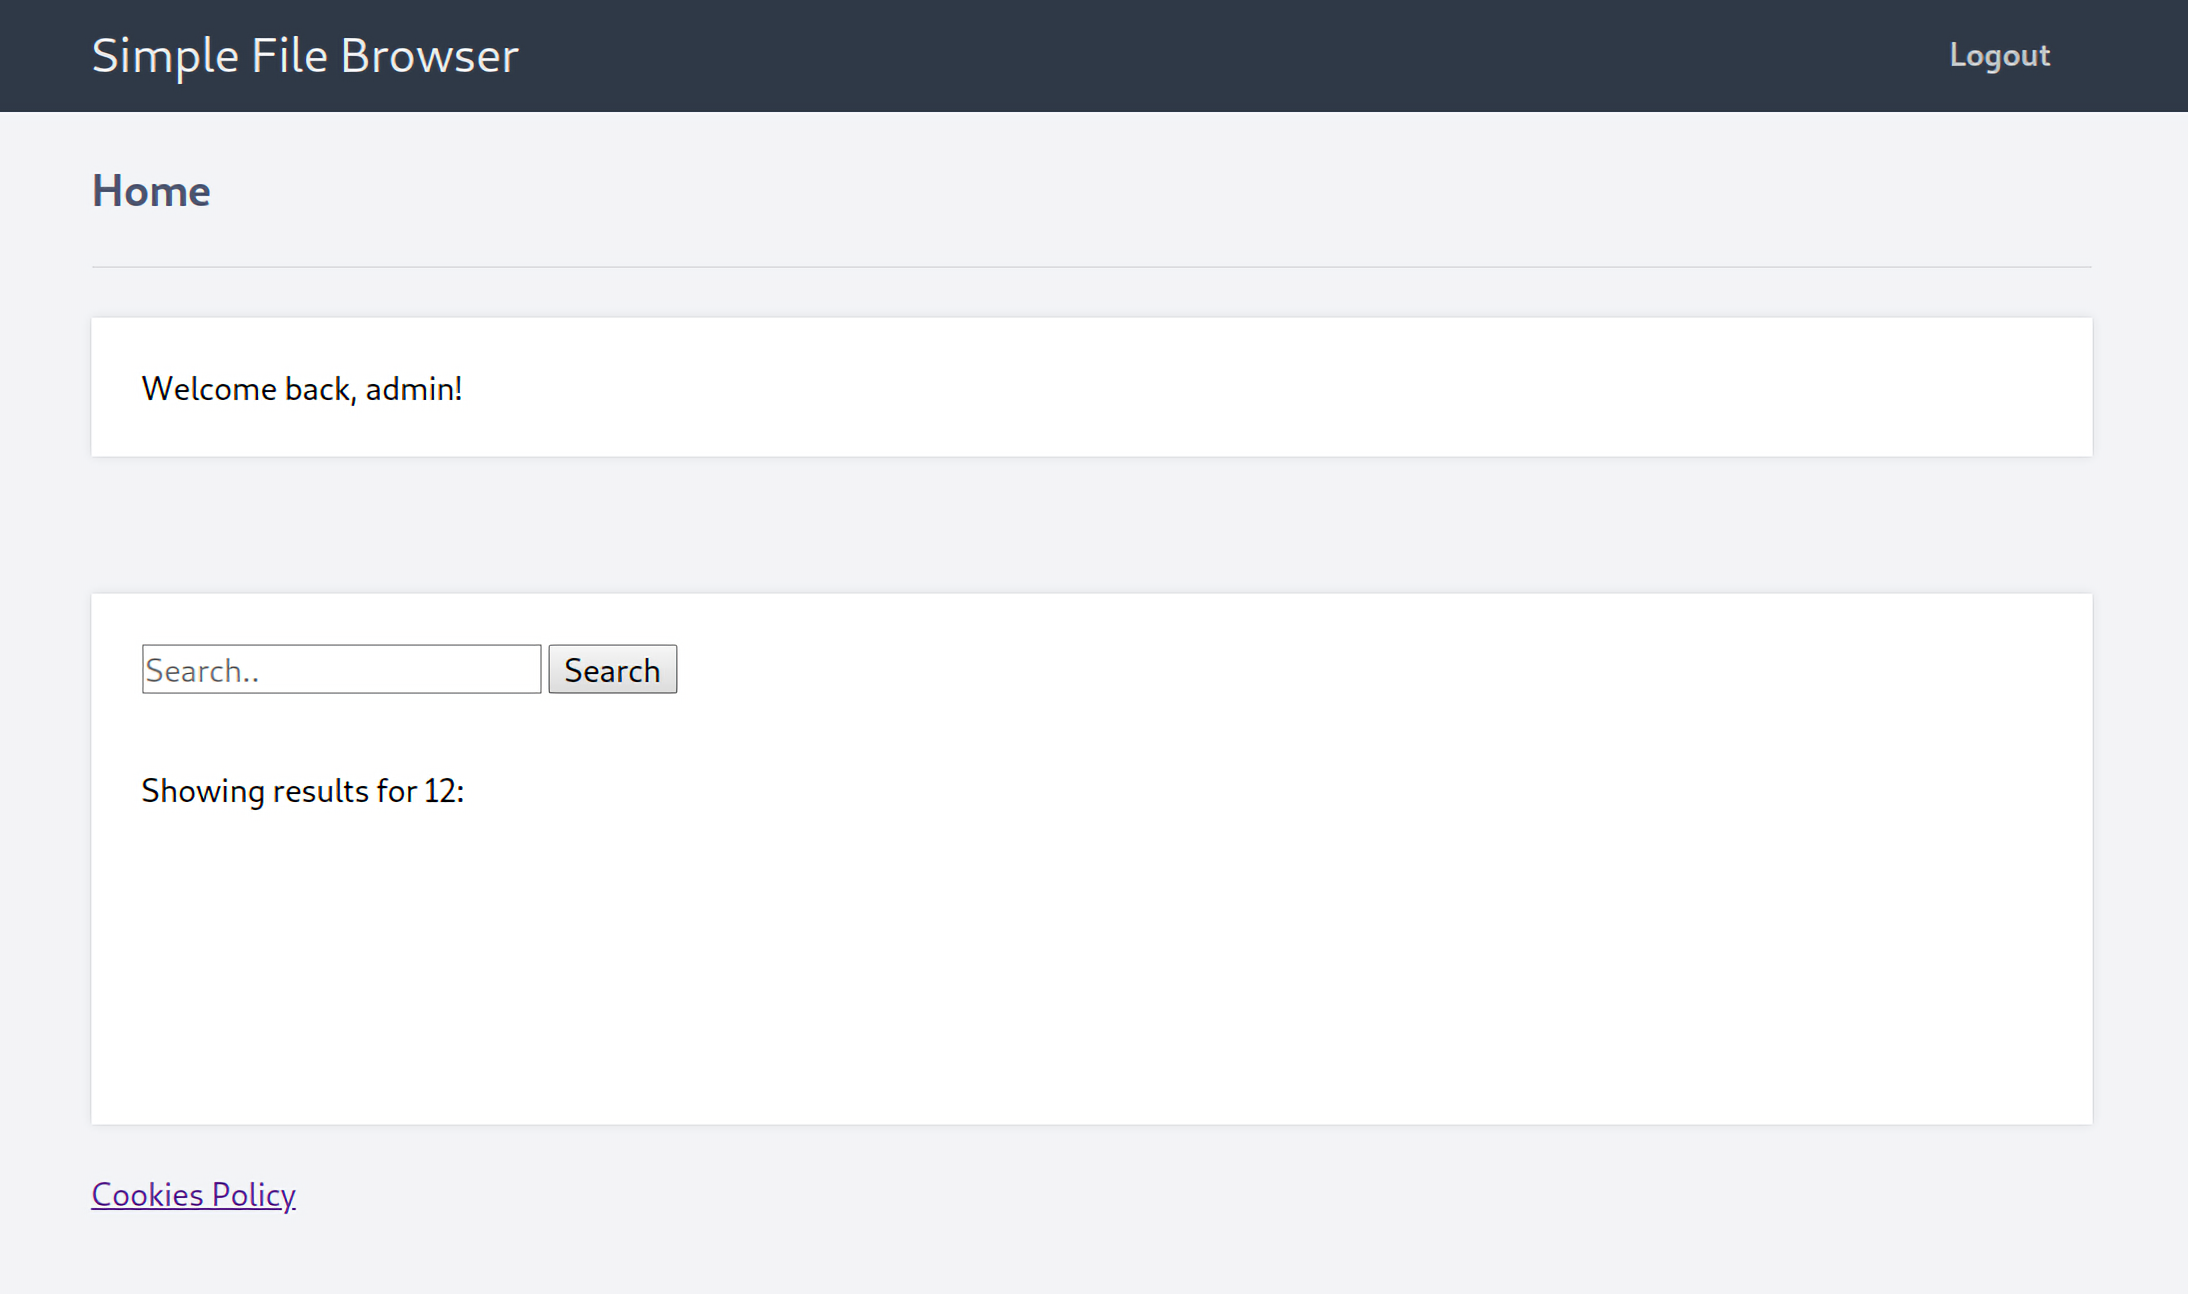 Simple File Browser
Logout
Home
Welcome back, admin!
Search..
Search
Showing results for 12:
Cookies Policy